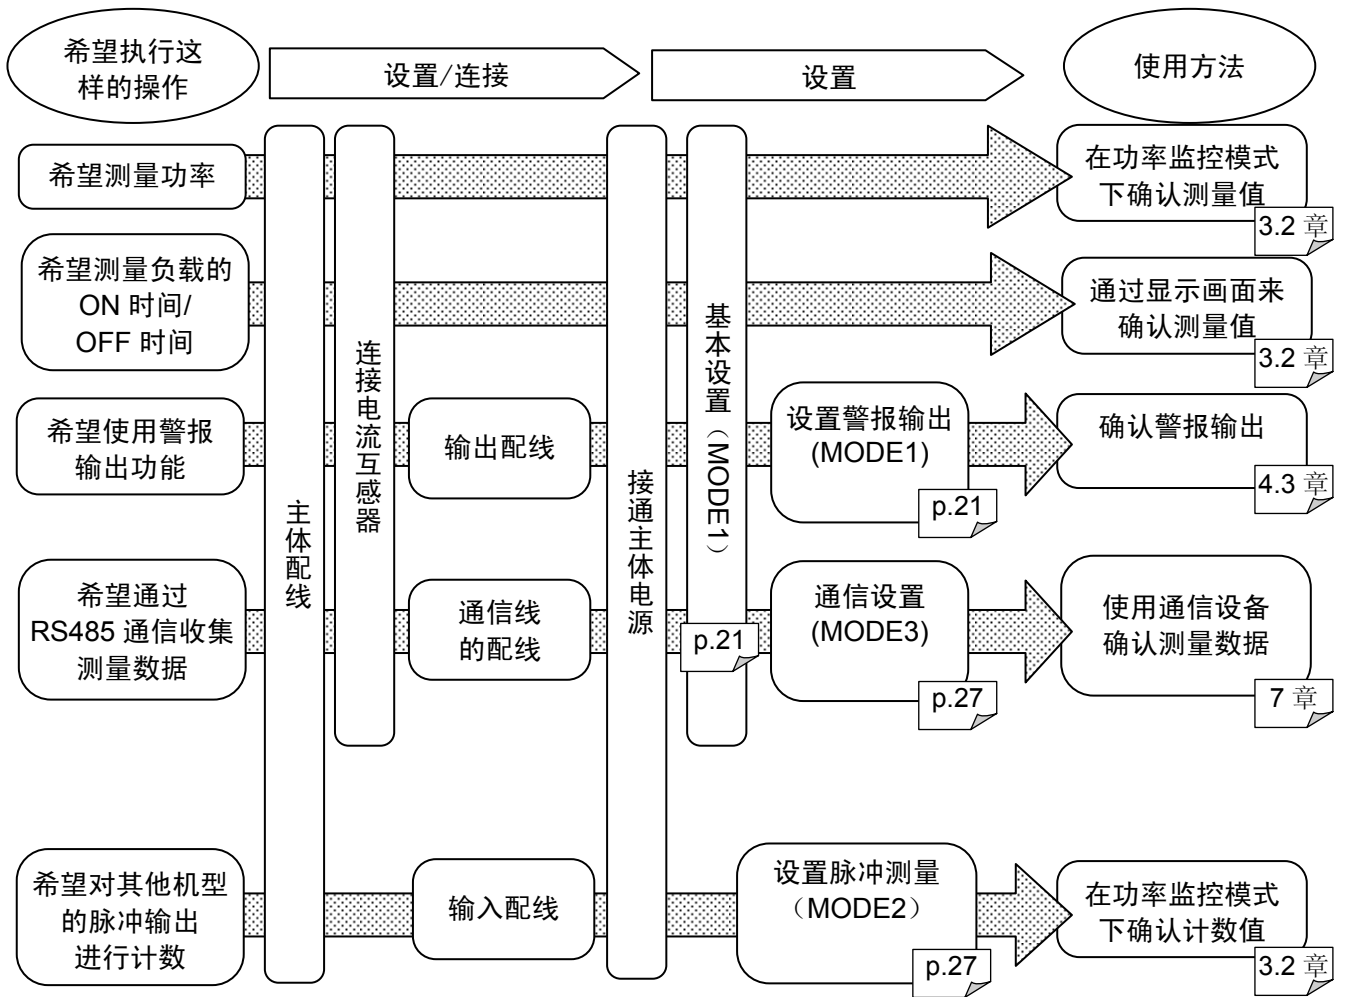 希望执行这
样的操作
设置/连接
设置
使用方法
希望测量功率
在功率监控模式
下确认测量值
3.2 章
希望测量负载的
ON 时间/
OFF 时间
通过显示画面来
确认测量值
3.2 章
主体配线
连接电流互感器
接通主体电源
基本设置（MODE1）
p.21
希望使用警报
输出功能
输出配线
设置警报输出
(MODE1)
p.21
确认警报输出
4.3 章
希望通过
RS485 通信收集
测量数据
通信线
的配线
通信设置
(MODE3)
p.27
使用通信设备
确认测量数据
7 章
希望对其他机型
的脉冲输出
进行计数
输入配线
设置脉冲测量
（MODE2）
p.27
在功率监控模式
下确认计数值
3.2 章